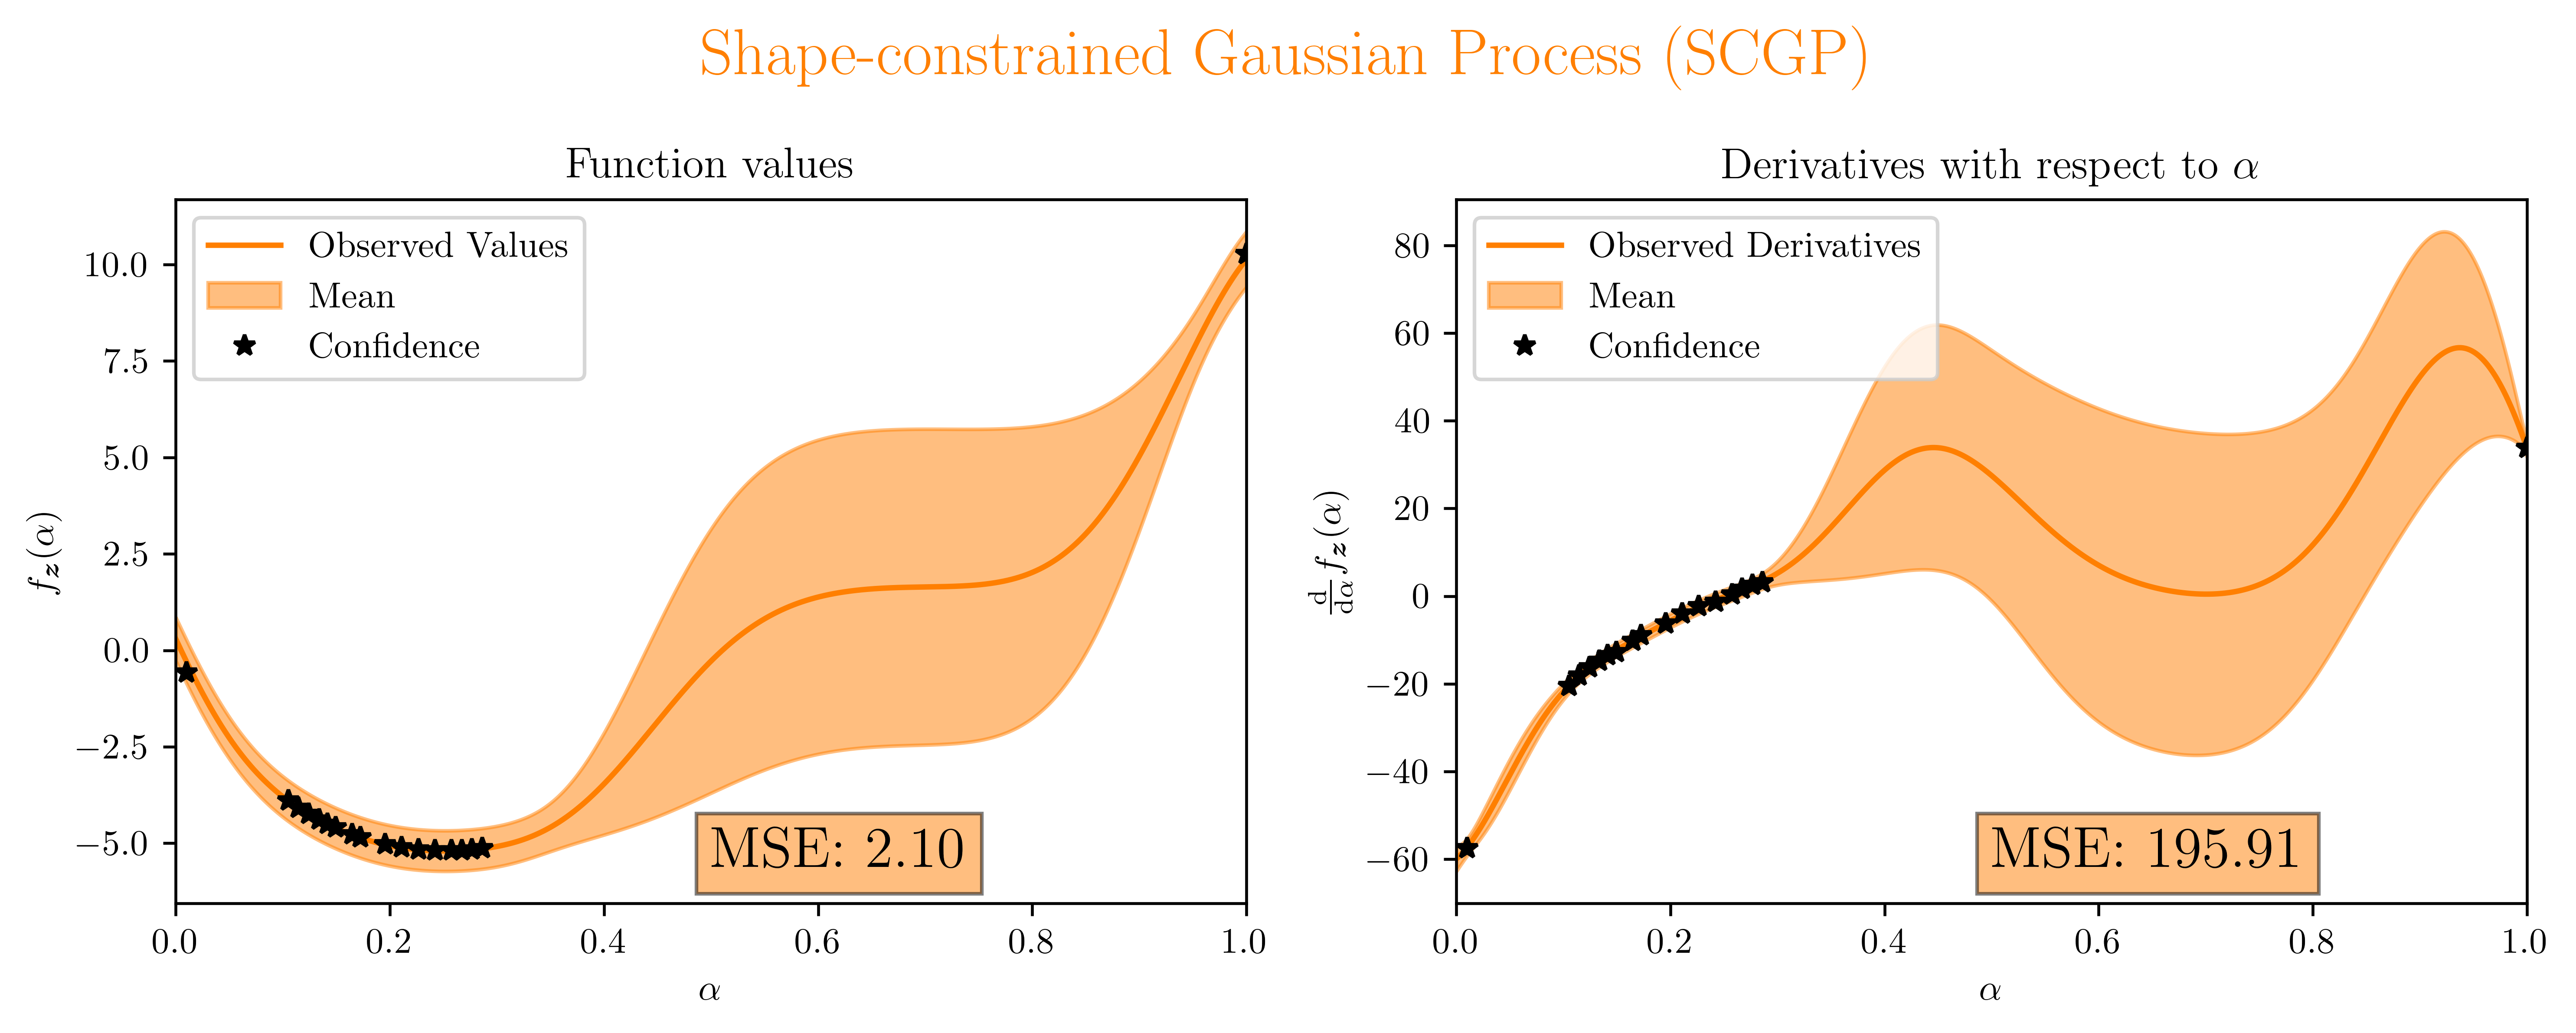 Shape-constrained Gaussian Process (SCGP)
Function values
Observed Values
Mean
Confidence
10.0
7.5
5.0
2.5
0.0
−2.5
−5.0
f_z(α)
MSE: 2.10
0.0 0.2 0.4 0.6 0.8 1.0
α
Derivatives with respect to α
Observed Derivatives
Mean
Confidence
80
60
40
20
0
−20
−40
−60
d/dα f_z(α)
MSE: 195.91
0.0 0.2 0.4 0.6 0.8 1.0
α